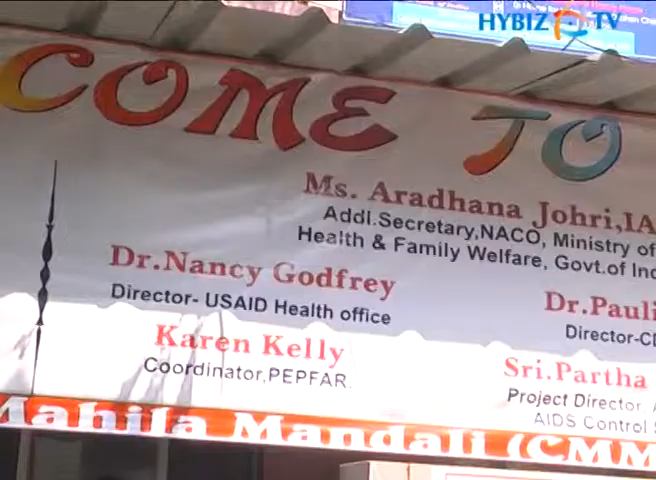 HYBIZ TV
COME TO
Ms. Aradhana Johri,IA
Addl.Secretary,NACO, Ministry of
Health & Family Welfare, Govt.of Ind
Dr.Nancy Godfrey
Director- USAID Health office
Dr.Pauli
Director-CD
Karen Kelly
Coordinator,PEPFAR
Sri.Partha
Project Director
AIDS Control
Mahila Mandali (CMM